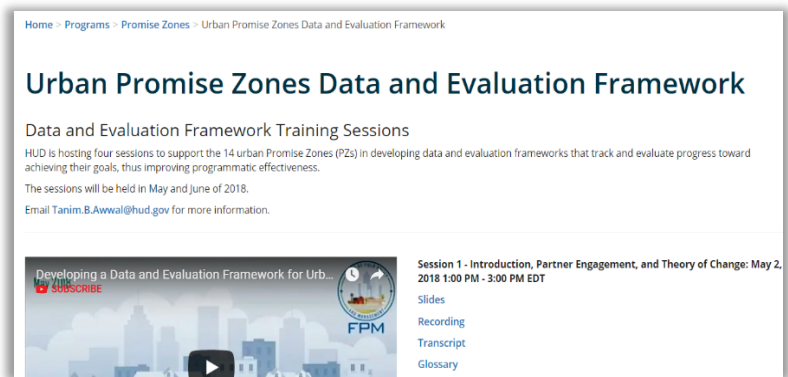 Home > Programs > Promise Zones > Urban Promise Zones Data and Evaluation Framework
Urban Promise Zones Data and Evaluation Framework
Data and Evaluation Framework Training Sessions
HUD is hosting four sessions to support the 14 urban Promise Zones (PZs) in developing data and evaluation frameworks that track and evaluate progress toward
achieving their goals, thus improving programmatic effectiveness.
The sessions will be held in May and June of 2018.
Email Tanim.B.Awwal@hud.gov for more information.
Developing a Data and Evaluation Framework for Urb...
SUBSCRIBE
FPM
Session 1 - Introduction, Partner Engagement, and Theory of Change: May 2,
2018 1:00 PM - 3:00 PM EDT
Slides
Recording
Transcript
Glossary